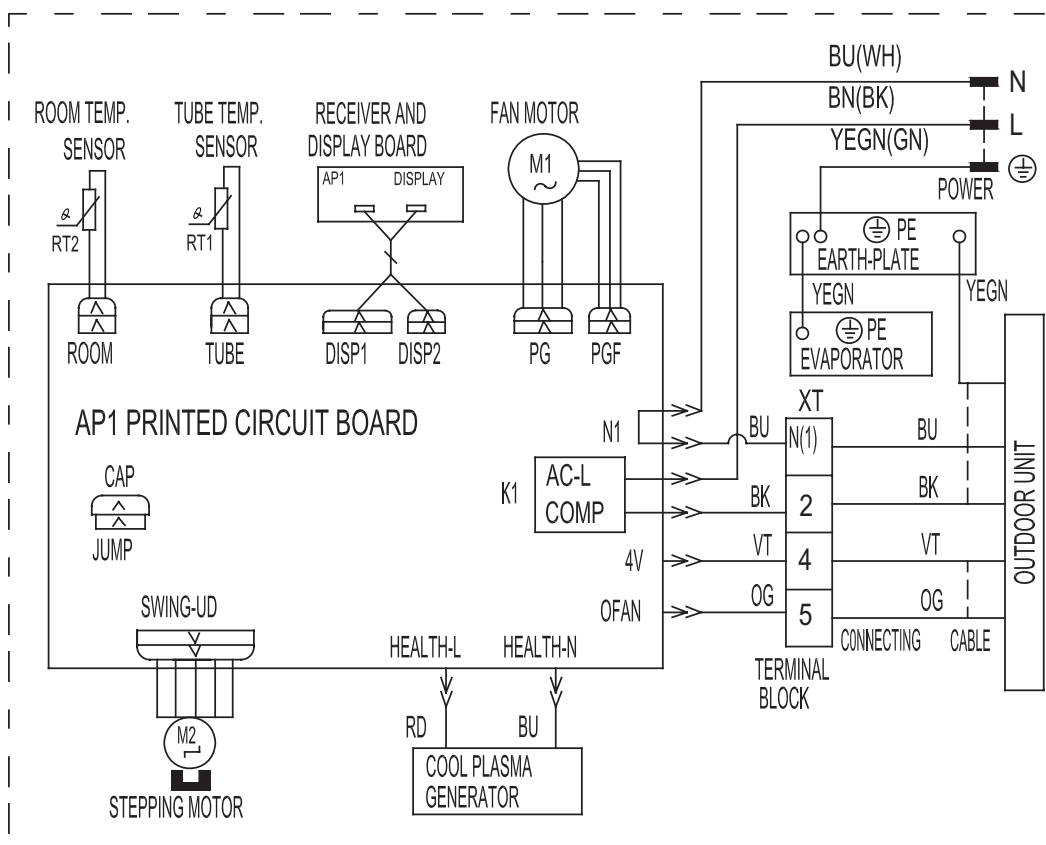 BU(WH)
N
BN(BK)
L
YEGN(GN)
POWER
ROOM TEMP.
SENSOR
RT2
TUBE TEMP.
SENSOR
RT1
RECEIVER AND
DISPLAY BOARD
AP1 DISPLAY
FAN MOTOR
M1
PE
EARTH-PLATE
YEGN
YEGN
PE
EVAPORATOR
ROOM
TUBE
DISP1
DISP2
PG
PGF
AP1 PRINTED CIRCUIT BOARD
CAP
JUMP
N1
K1
AC-L
COMP
4V
OFAN
BU
BK
VT
OG
XT
N(1)
2
4
5
TERMINAL
BLOCK
BU
BK
VT
OG
CONNECTING CABLE
OUTDOOR UNIT
SWING-UD
M2
STEPPING MOTOR
HEALTH-L
HEALTH-N
RD
BU
COOL PLASMA
GENERATOR